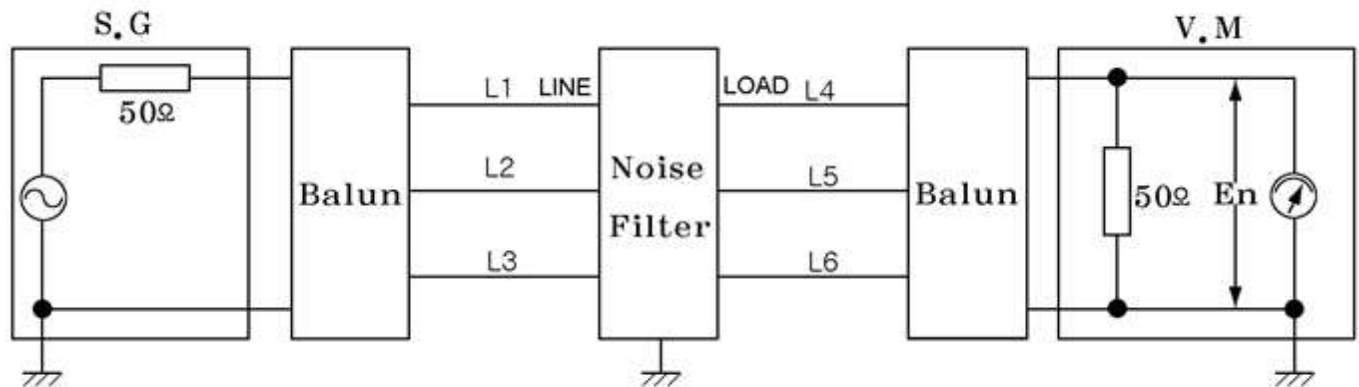 S.G
V.M
50Ω
L1 LINE
LOAD L4
Balun
L2
Noise
Filter
L5
Balun
50Ω
En
L3
L6